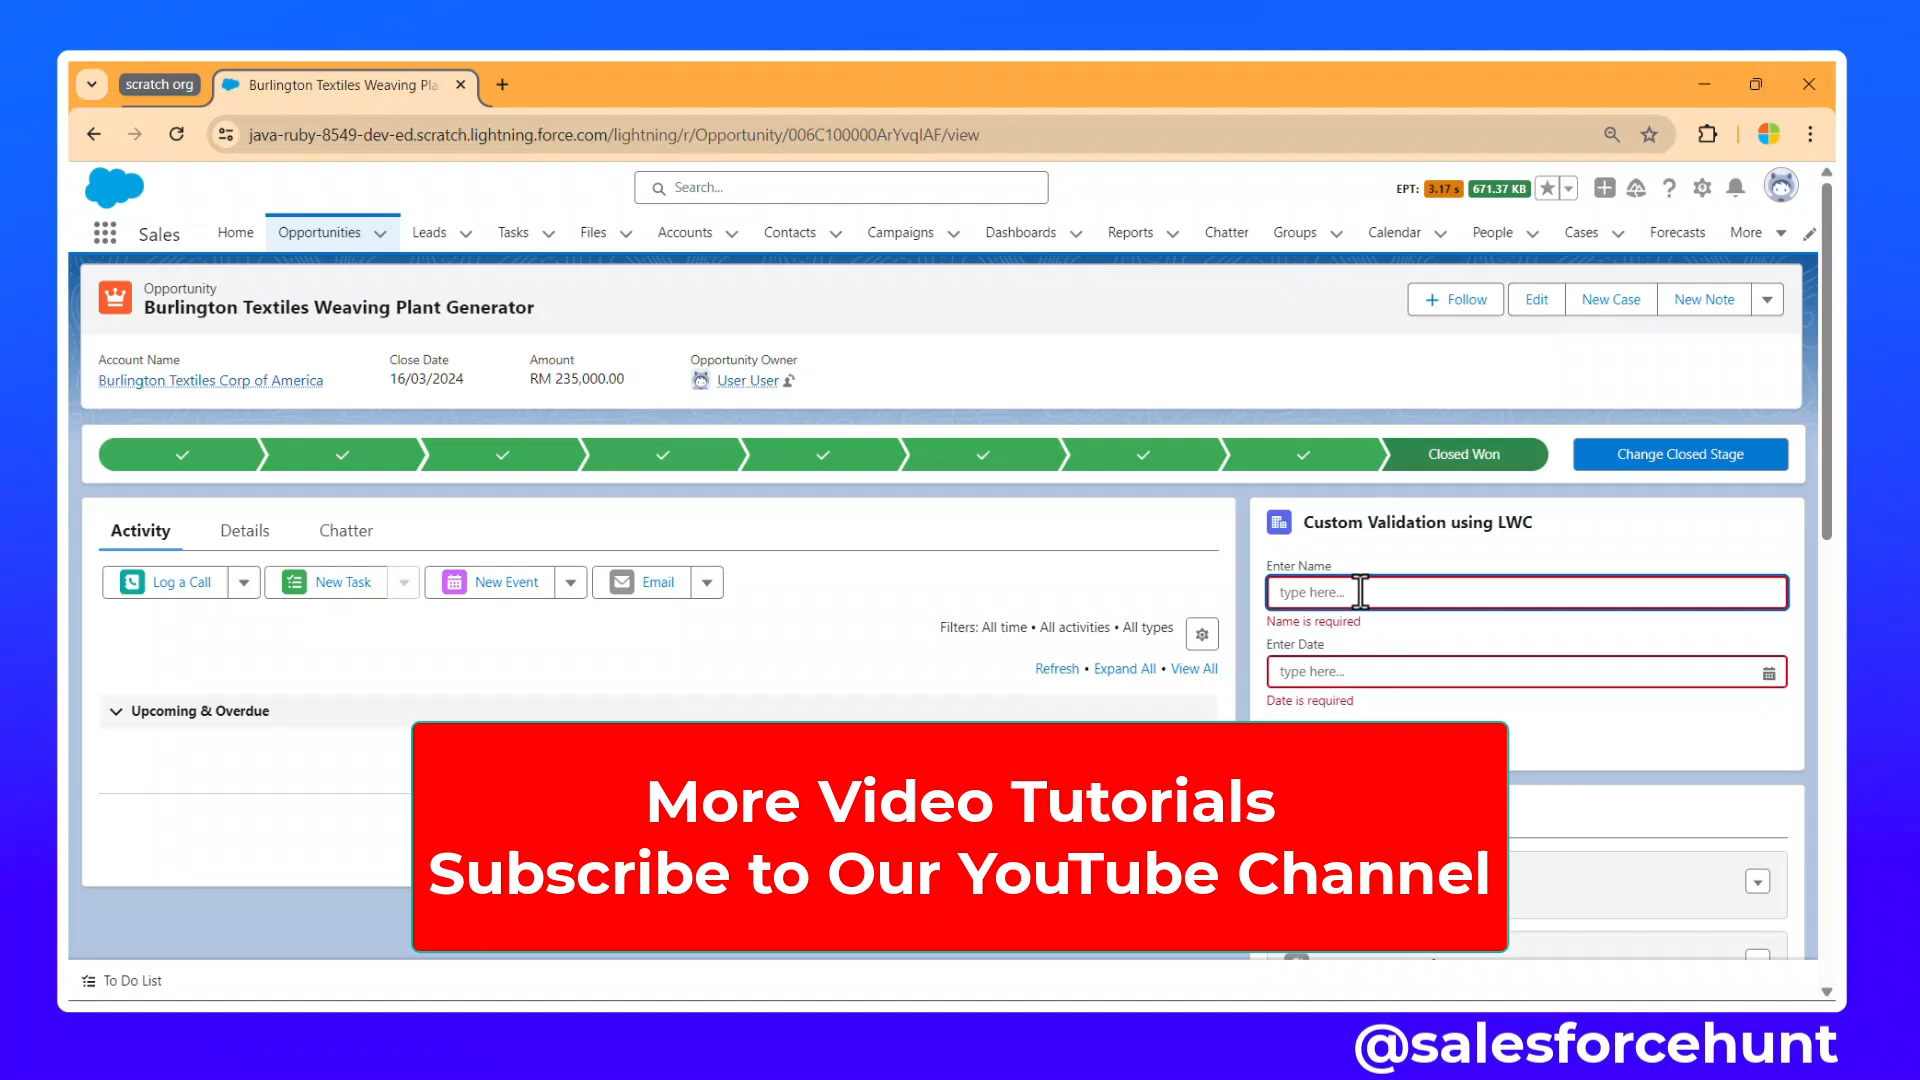 scratch org
Burlington Textiles Weaving Pla
java-ruby-8549-dev-ed.scratch.lightning.force.com/lightning/r/Opportunity/006C100000ArYvqIAF/view
Search...
EPT: 3.17 s 671.37 KB
Sales Home Opportunities Leads Tasks Files Accounts Contacts Campaigns Dashboards Reports Chatter Groups Calendar People Cases Forecasts More
Opportunity
Burlington Textiles Weaving Plant Generator
Follow Edit New Case New Note
Account Name Close Date Amount Opportunity Owner
Burlington Textiles Corp of America 16/03/2024 RM 235,000.00 User User
Closed Won Change Closed Stage
Activity Details Chatter
Log a Call New Task New Event Email
Filters: All time • All activities • All types
Refresh • Expand All • View All
Upcoming & Overdue
Custom Validation using LWC
Enter Name
type here...
Name is required
Enter Date
type here...
Date is required
More Video Tutorials
Subscribe to Our YouTube Channel
To Do List
@salesforcehunt